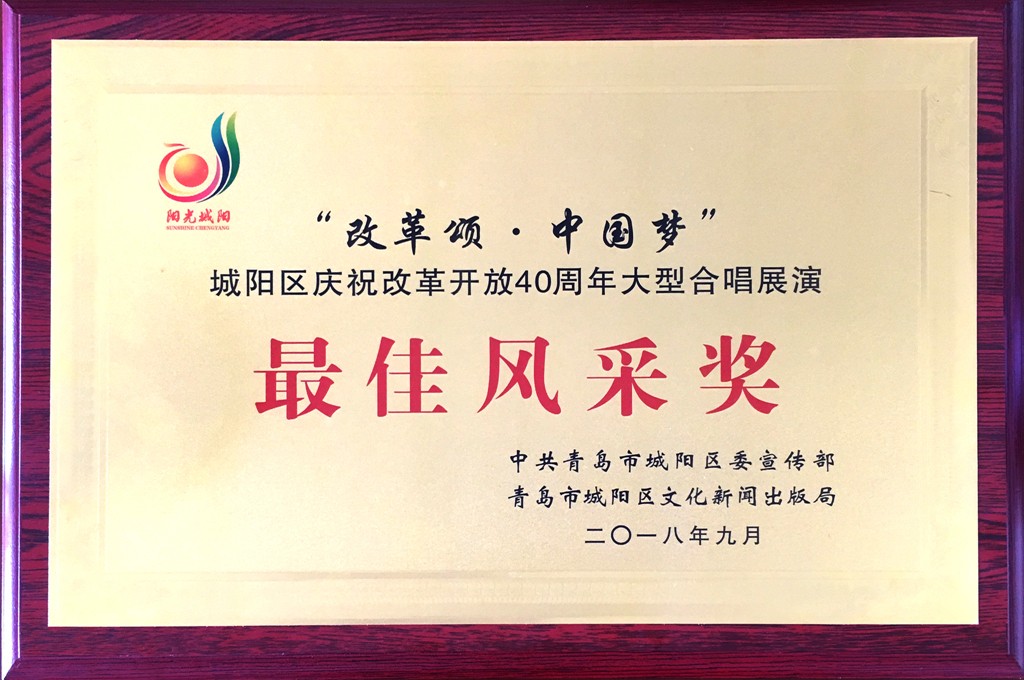 阳光城阳
SUNSHINE CHENGYANG
“改革颂·中国梦”
城阳区庆祝改革开放40周年大型合唱展演
最佳风采奖
中共青岛市城阳区委宣传部
青岛市城阳区文化新闻出版局
二〇一八年九月